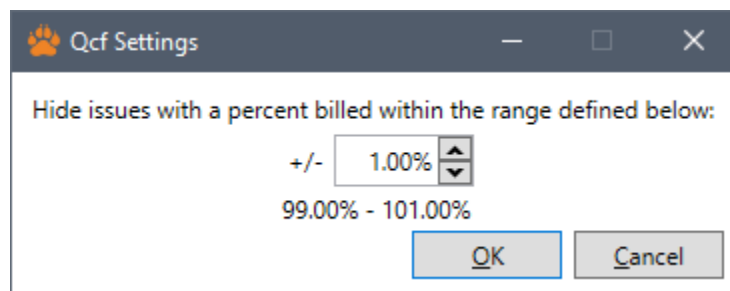 Qcf Settings
Hide issues with a percent billed within the range defined below:
+/- 1.00%
99.00% - 101.00%
OK Cancel